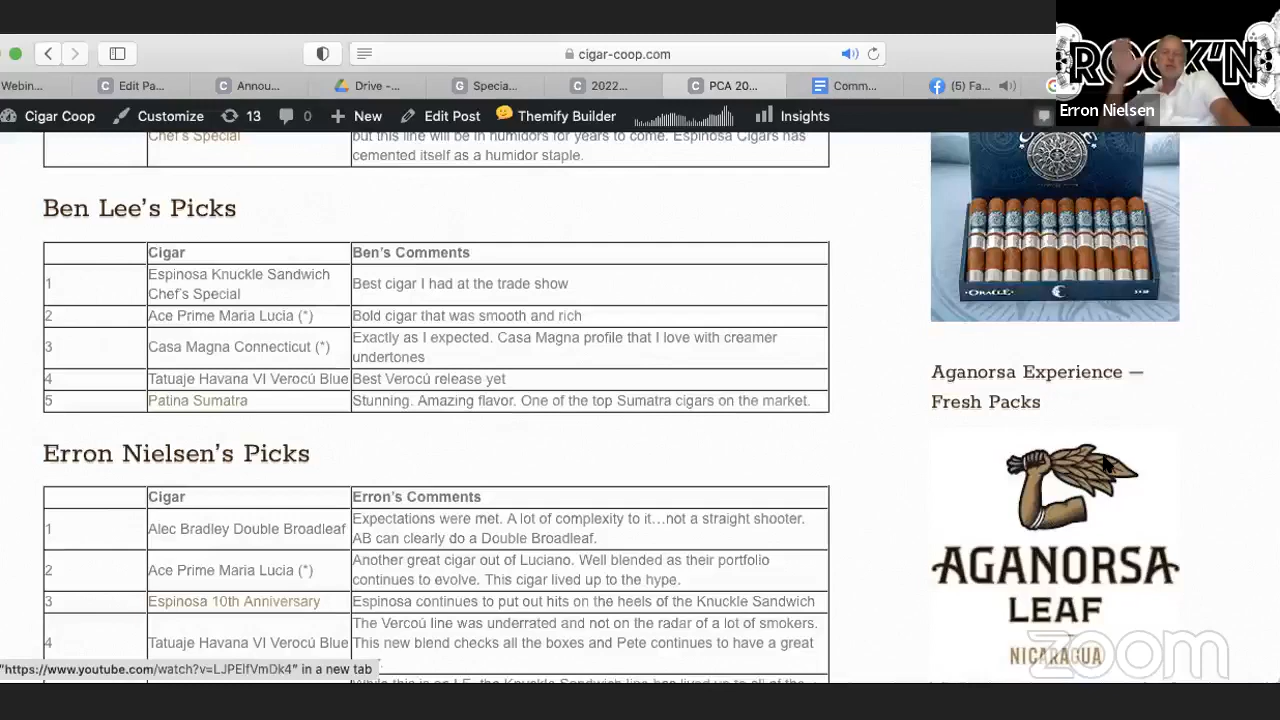 cigar-coop.com
Webin...
Edit Pa...
Annou...
Drive -...
Specia...
2022...
PCA 20...
Comm...
(5) Fa...
ROCK'N
Erron Nielsen
Cigar Coop
Customize
13
0
New
Edit Post
Themify Builder
Insights
Chef's Special
but this line will be in humidors for years to come. Espinosa Cigars has
cemented itself as a humidor staple.
Ben Lee's Picks
Cigar
Ben's Comments
1
Espinosa Knuckle Sandwich
Chef's Special
Best cigar I had at the trade show
2
Ace Prime Maria Lucia (*)
Bold cigar that was smooth and rich
3
Casa Magna Connecticut (*)
Exactly as I expected. Casa Magna profile that I love with creamer
undertones
4
Tatuaje Havana VI Verocú Blue
Best Verocú release yet
5
Patina Sumatra
Stunning. Amazing flavor. One of the top Sumatra cigars on the market.
Erron Nielsen's Picks
Cigar
Erron's Comments
1
Alec Bradley Double Broadleaf
Expectations were met. A lot of complexity to it…not a straight shooter.
AB can clearly do a Double Broadleaf.
2
Ace Prime Maria Lucia (*)
Another great cigar out of Luciano. Well blended as their portfolio
continues to evolve. This cigar lived up to the hype.
3
Espinosa 10th Anniversary
Espinosa continues to put out hits on the heels of the Knuckle Sandwich
4
Tatuaje Havana VI Verocú Blue
The Vercoú line was underrated and not on the radar of a lot of smokers.
This new blend checks all the boxes and Pete continues to have a great
"https://www.youtube.com/watch?v=LJPElfVmDk4" in a new tab
ORACLE
Aganorsa Experience —
Fresh Packs
AGANORSA
LEAF
NICARAGUA
zoom